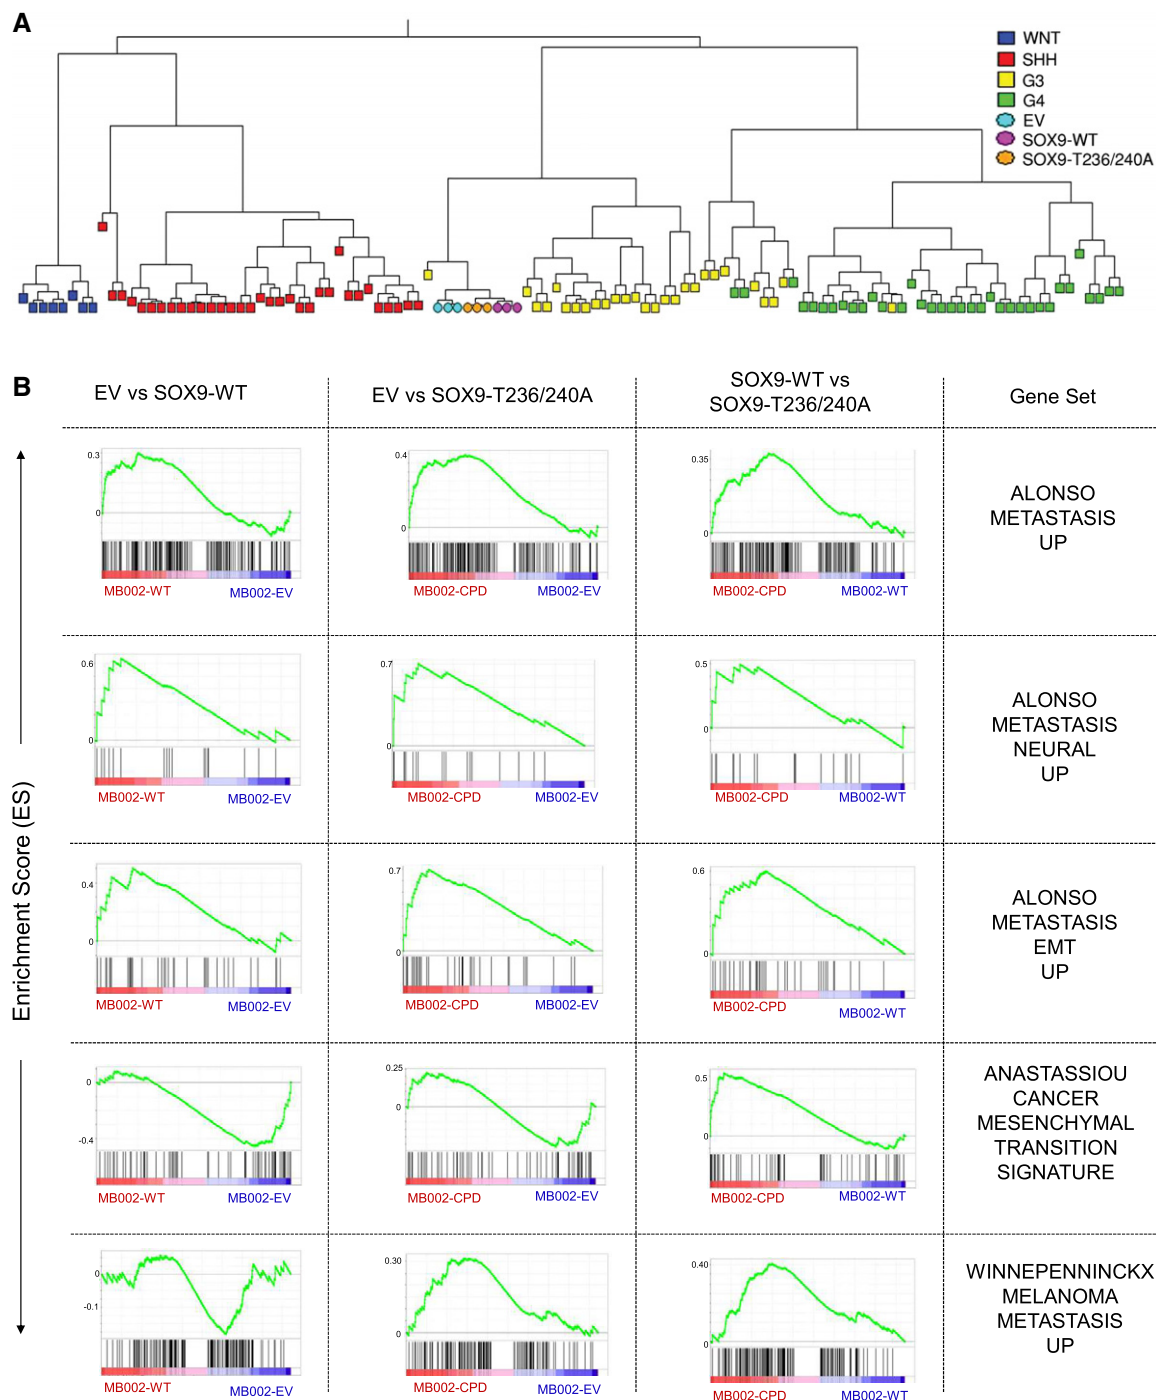 A
WNT
SHH
G3
G4
EV
SOX9-WT
SOX9-T236/240A
B
EV vs SOX9-WT
EV vs SOX9-T236/240A
SOX9-WT vs
SOX9-T236/240A
Gene Set
Enrichment Score (ES)
0.3
0
MB002-WT
MB002-EV
0.4
0
MB002-CPD
MB002-EV
0.35
0
MB002-CPD
MB002-WT
ALONSO
METASTASIS
UP
0.6
0
MB002-WT
MB002-EV
0.7
0
MB002-CPD
MB002-EV
0.5
0
MB002-CPD
MB002-WT
ALONSO
METASTASIS
NEURAL
UP
0.4
0
MB002-WT
MB002-EV
0.7
0
MB002-CPD
MB002-EV
0.6
0
MB002-CPD
MB002-WT
ALONSO
METASTASIS
EMT
UP
0
-0.4
MB002-WT
MB002-EV
0.25
0
MB002-CPD
MB002-EV
0.5
0
MB002-CPD
MB002-WT
ANASTASSIOU
CANCER
MESENCHYMAL
TRANSITION
SIGNATURE
0
-0.1
MB002-WT
MB002-EV
0.30
0
MB002-CPD
MB002-EV
0.40
0
MB002-CPD
MB002-WT
WINNEPENNINCKX
MELANOMA
METASTASIS
UP